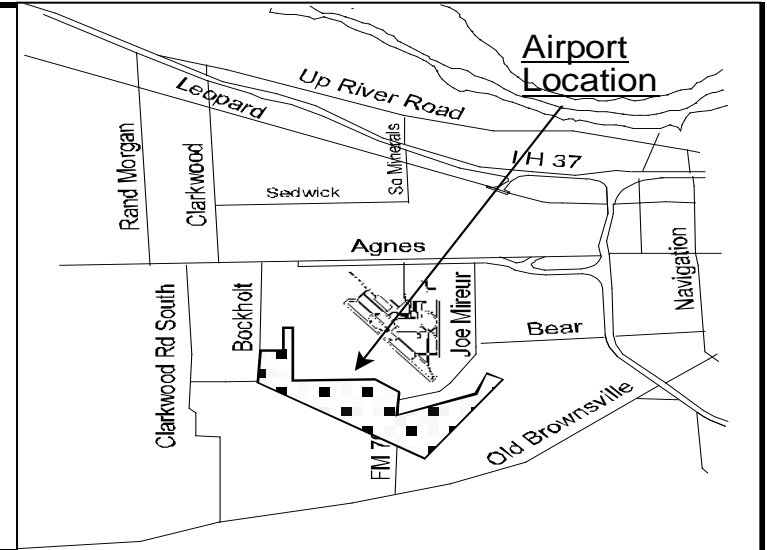 Airport
Location
Up River Road
Leopard
IH 37
So Minerals
Rand Morgan
Clarkwood
Sedwick
Agnes
Navigation
Clarkwood Rd South
Bockholt
Joe Mireur
Bear
Old Brownsville
FM